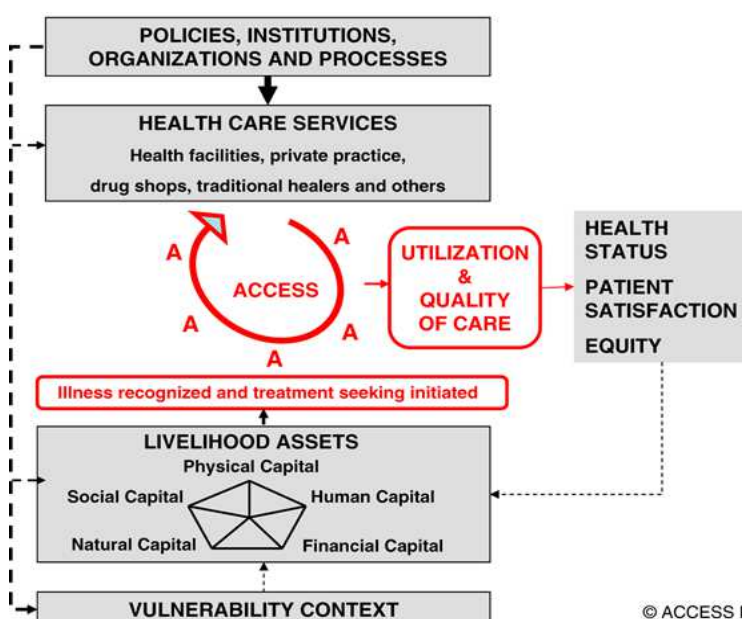 POLICIES, INSTITUTIONS,
ORGANIZATIONS AND PROCESSES
HEALTH CARE SERVICES
Health facilities, private practice,
drug shops, traditional healers and others
A
A
A
A
A
A
ACCESS
UTILIZATION
&
QUALITY
OF CARE
HEALTH
STATUS
PATIENT
SATISFACTION
EQUITY
Illness recognized and treatment seeking initiated
LIVELIHOOD ASSETS
Physical Capital
Social Capital
Human Capital
Natural Capital
Financial Capital
VULNERABILITY CONTEXT
© ACCESS